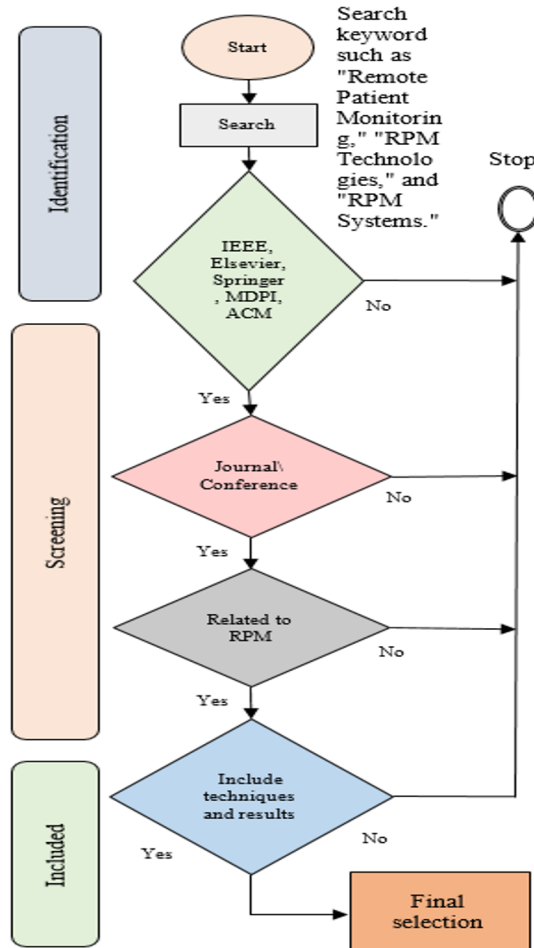 Start
Search
keyword
such as
"Remote
Patient
Monitorin
g," "RPM
Technolo
gies," and
"RPM
Systems."
Search
Stop
Identification
IEEE,
Elsevier,
Springer
, MDPI,
ACM
No
Yes
Screening
Journal\
Conference
No
Yes
Related to
RPM
No
Yes
Included
Include
techniques
and results
No
Yes
Final
selection